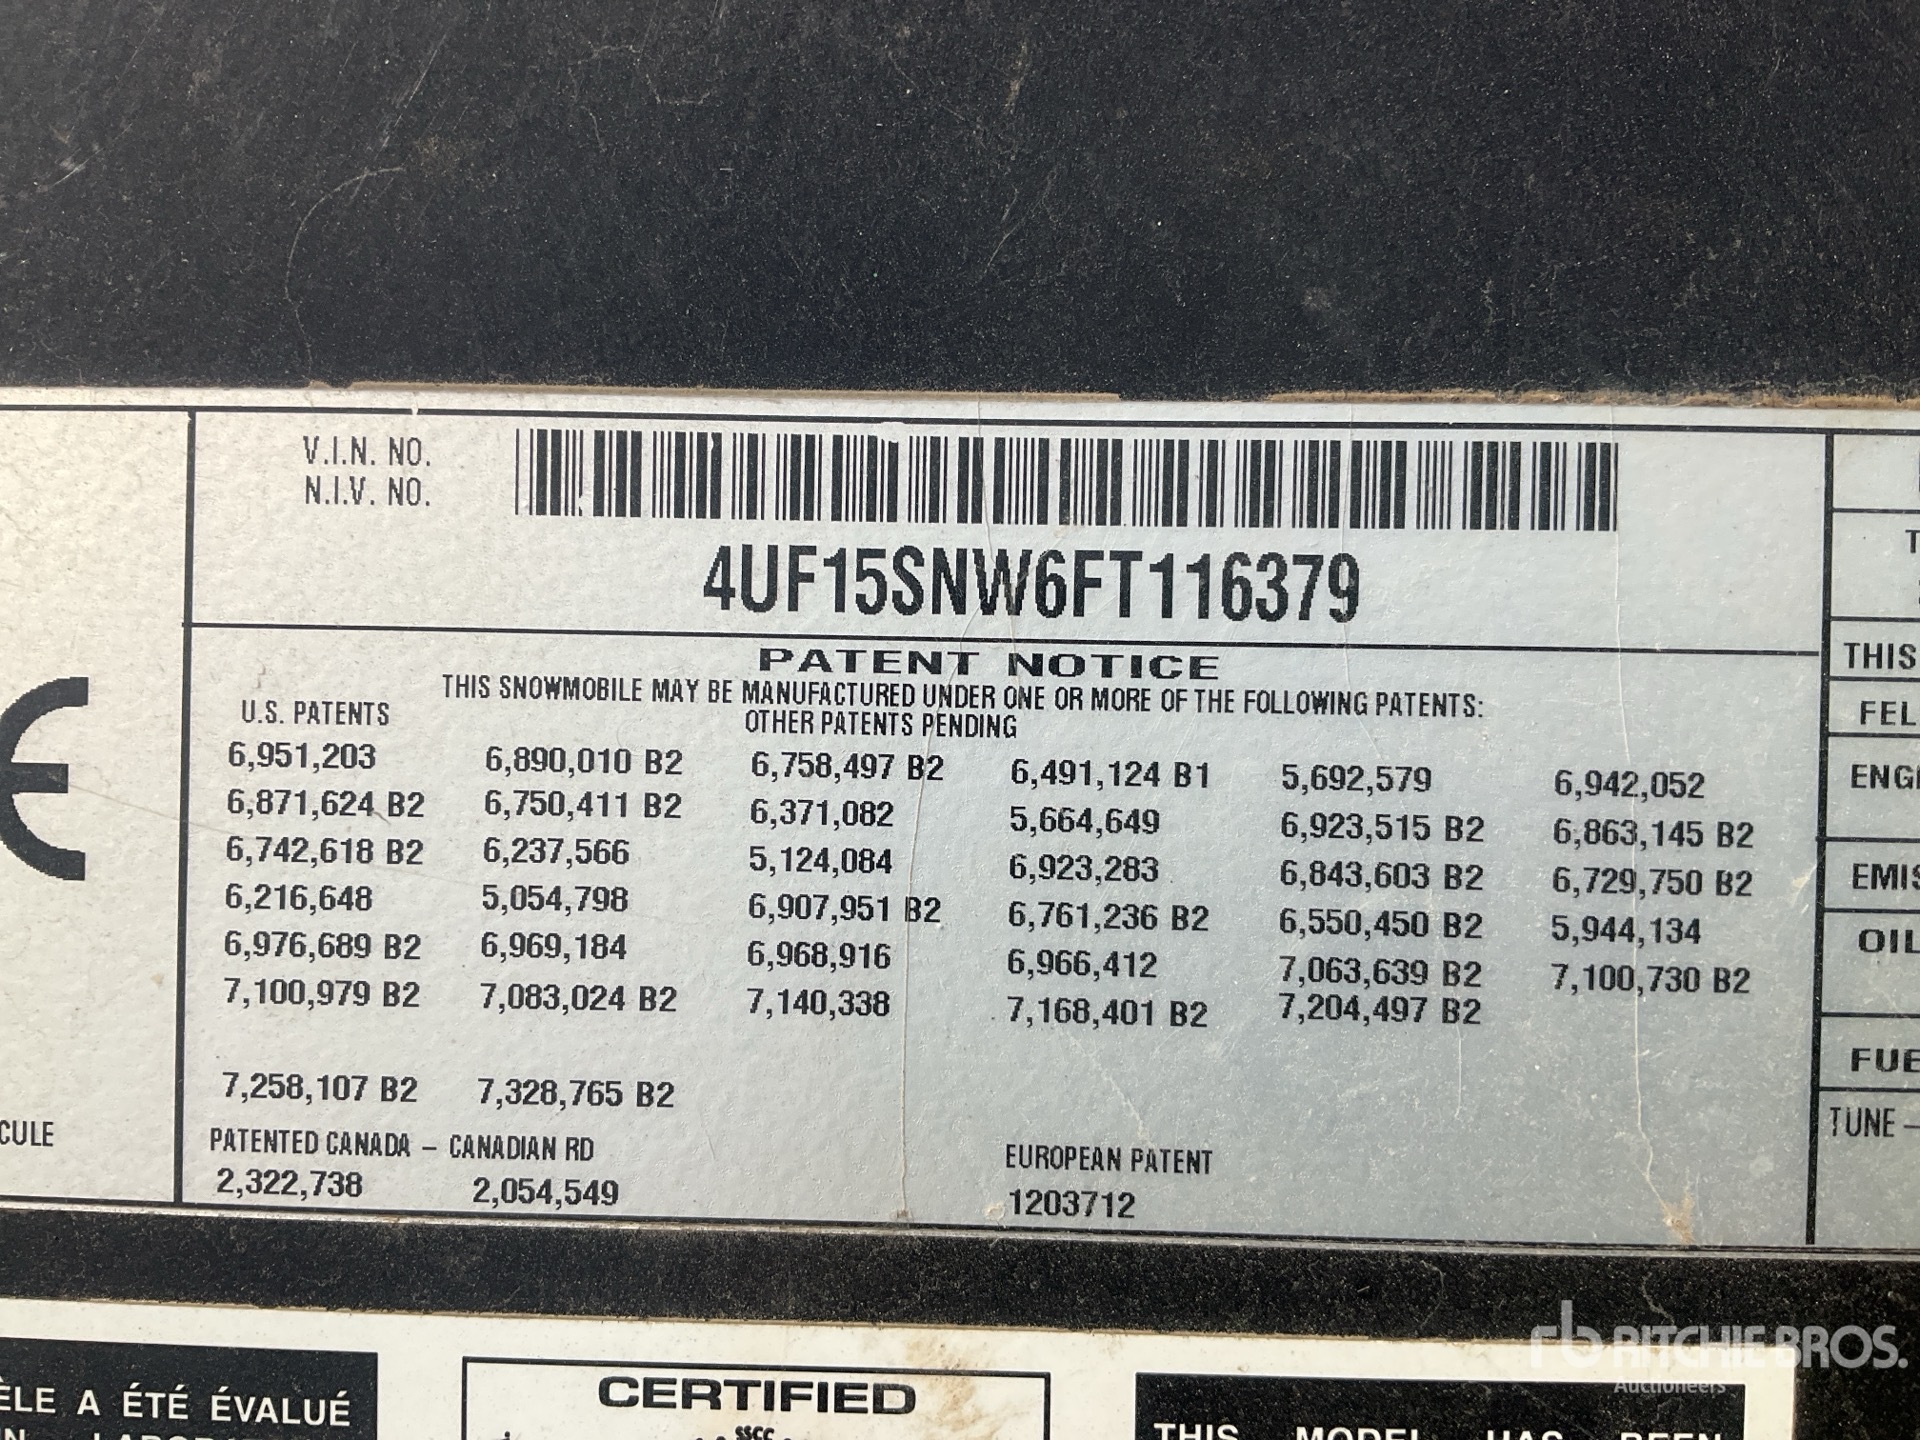 V.I.N. NO.
N.I.V. NO.
4UF15SNW6FT116379
PATENT NOTICE
THIS SNOWMOBILE MAY BE MANUFACTURED UNDER ONE OR MORE OF THE FOLLOWING PATENTS:
OTHER PATENTS PENDING
U.S. PATENTS
6,951,203 6,890,010 B2 6,758,497 B2 6,491,124 B1 5,692,579 6,942,052
6,871,624 B2 6,750,411 B2 6,371,082 5,664,649 6,923,515 B2 6,863,145 B2
6,742,618 B2 6,237,566 5,124,084 6,923,283 6,843,603 B2 6,729,750 B2
6,216,648 5,054,798 6,907,951 B2 6,761,236 B2 6,550,450 B2 5,944,134
6,976,689 B2 6,969,184 6,968,916 6,966,412 7,063,639 B2 7,100,730 B2
7,100,979 B2 7,083,024 B2 7,140,338 7,168,401 B2 7,204,497 B2
7,258,107 B2 7,328,765 B2
PATENTED CANADA – CANADIAN RD
2,322,738 2,054,549
EUROPEAN PATENT
1203712
CE
CULE
THIS
FEL
ENGI
EMIS
OIL
FUE
TUNE –
ÈLE A ÉTÉ ÉVALUÉ
CERTIFIED
SSCC
THIS MODEL HAS BEEN
rb RITCHIE BROS.
Auctioneers